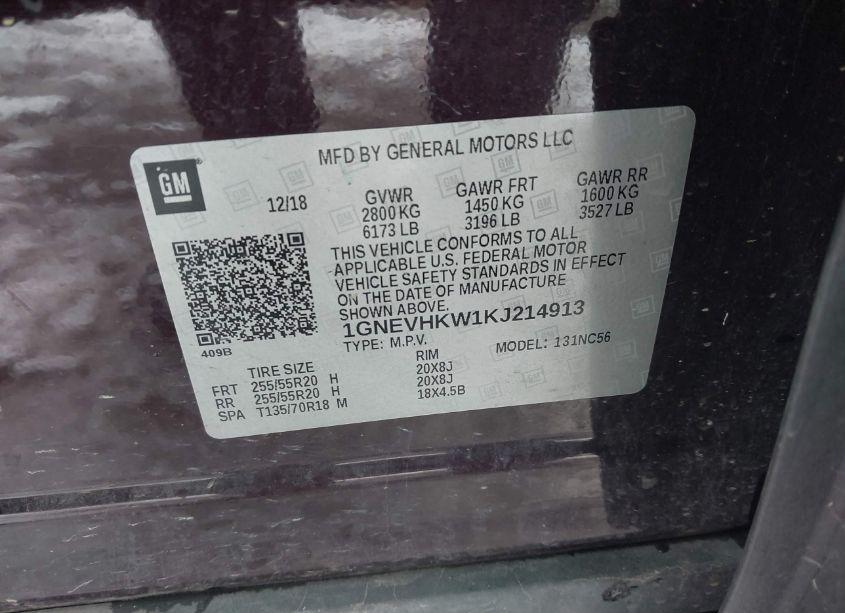 MFD BY GENERAL MOTORS LLC
GM
12/18 GVWR GAWR FRT GAWR RR
2800 KG 1450 KG 1600 KG
6173 LB 3196 LB 3527 LB
THIS VEHICLE CONFORMS TO ALL
APPLICABLE U.S. FEDERAL MOTOR
VEHICLE SAFETY STANDARDS IN EFFECT
ON THE DATE OF MANUFACTURE
SHOWN ABOVE.
1GNEVHKW1KJ214913
409B
TYPE: M.P.V. MODEL: 131NC56
TIRE SIZE RIM
FRT 255/55R20 H 20X8J
RR 255/55R20 H 20X8J
SPA T135/70R18 M 18X4.5B